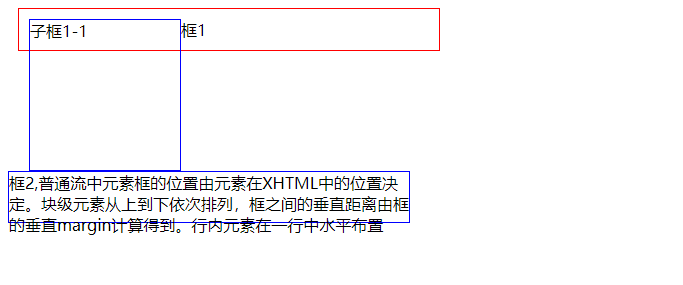 子框1-1
框1
框2,普通流中元素框的位置由元素在XHTML中的位置决
定。块级元素从上到下依次排列，框之间的垂直距离由框
的垂直margin计算得到。行内元素在一行中水平布置